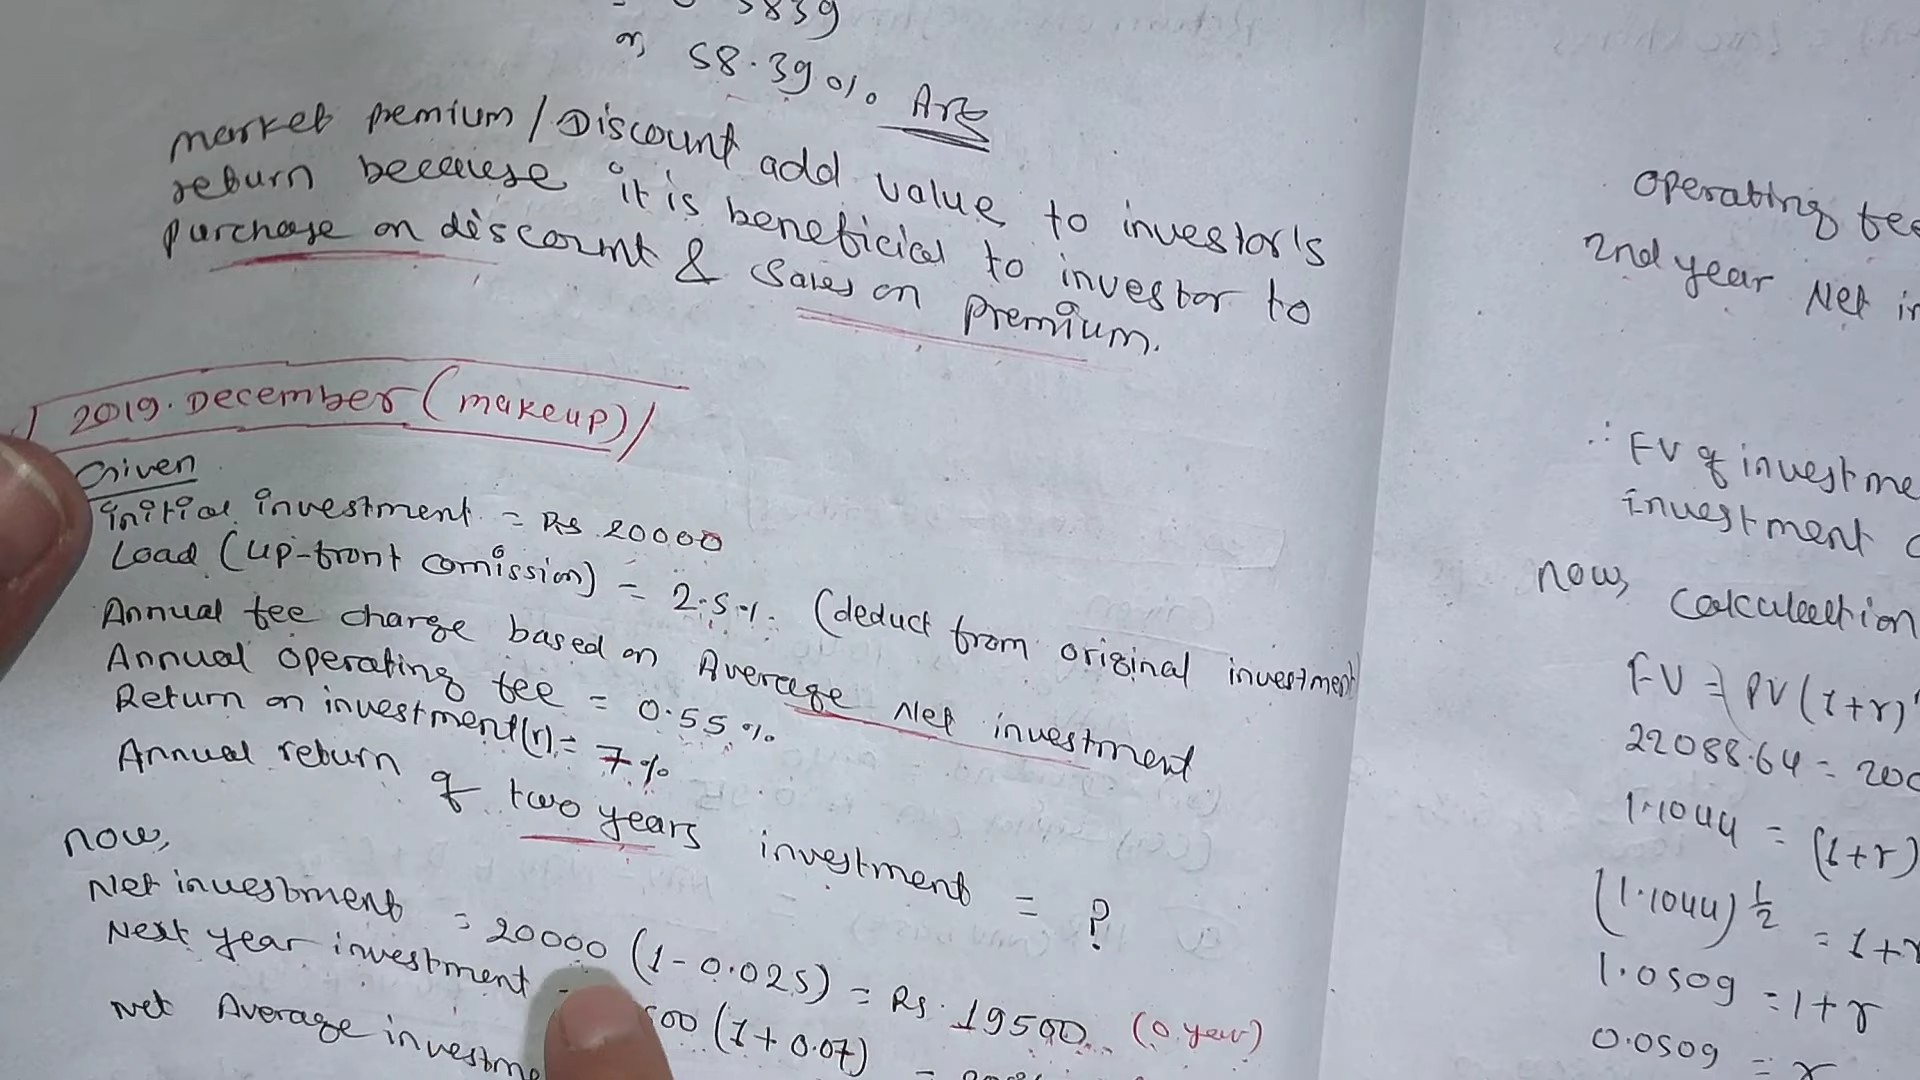 5839
on 58.39 % Ans
market premium / Discount add value to investor's
return because it is beneficial to investor to
purchase on discount & sales on premium.
2019. December (makeup)
Given
initial investment = Rs 20000
Load (up-front comission) = 2.5%. (deduct from original investment)
Annual fee charge based on Average Net investment
Annual operating fee = 0.55 %.
Return on investment (r) = 7%
Annual return of two years investment = ?
now,
Net investment = 20000 (1-0.025) = Rs. 19500 (0 year)
Next year investment 500 (1+0.07) =
Net Average
operating
2nd year Net
∴ FV of
investment
now, calculation
FV = PV (1+r)
22088.64 =
1.1044 = (1+r)
(1.1044) 1/2 = 1+r
1.0509 = 1+r
0.0509 = r